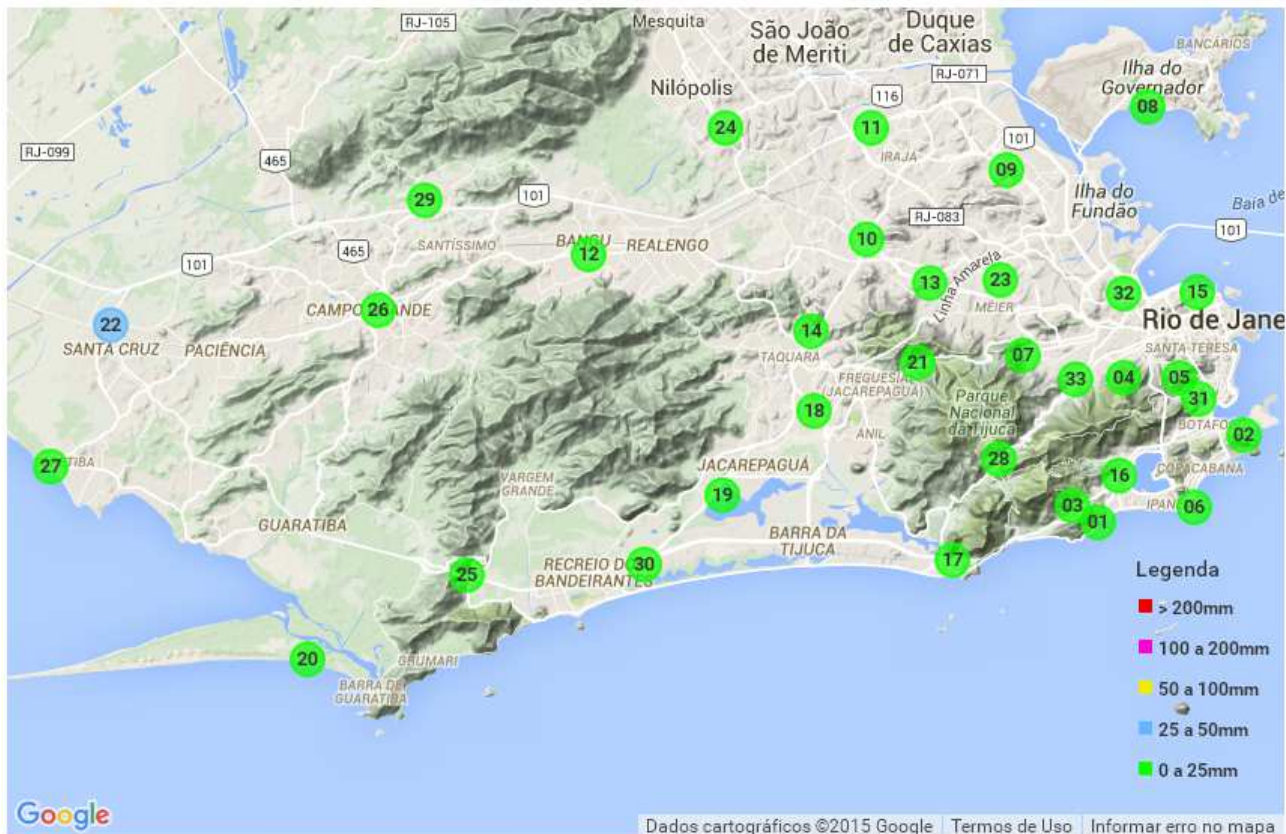 RJ-105
Mesquita
São João
de Meriti
Duque
de Caxias
BANCÁRIOS
RJ-071
Ilha do
Governador
Nilópolis
116
08
24
11
101
RJ-099
465
IRAJÁ
09
Ilha do
Fundão
29
101
RJ-083
Baía de
101
SANTÍSSIMO
BANGU
REALENGO
10
465
12
101
Linha Amarela
13
23
32
15
MÉIER
CAMPO GRANDE
26
22
14
Rio de Jane
SANTA CRUZ
PACIÊNCIA
TAQUARA
SANTA TERESA
21
07
FREGUESIA
(JACAREPAGUÁ)
33
04
05
31
Parque
Nacional
da Tijuca
18
BOTAFO
ANIL
02
27
28
JACAREPAGUÁ
COPACABANA
16
VARGEM
GRANDE
19
03
IPAN
06
01
GUARATIBA
BARRA DA
TIJUCA
17
RECREIO DOS
BANDEIRANTES
30
25
Legenda
> 200mm
100 a 200mm
20
GRUMARI
BARRA DE
GUARATIBA
50 a 100mm
25 a 50mm
0 a 25mm
Google
Dados cartográficos ©2015 Google
Termos de Uso
Informar erro no mapa